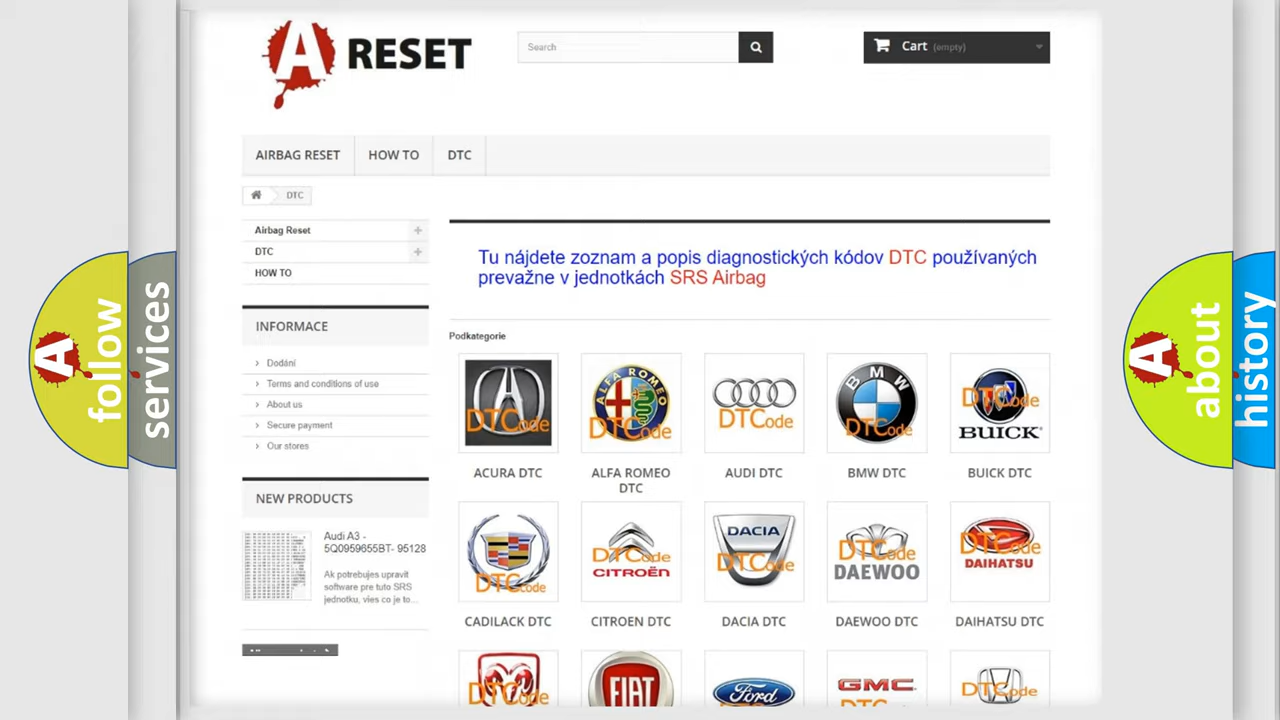 A RESET
Search
Cart (empty)
AIRBAG RESET
HOW TO
DTC
DTC
Airbag Reset
DTC
HOW TO
INFORMACE
Dodání
Terms and conditions of use
About us
Secure payment
Our stores
NEW PRODUCTS
Audi A3 -
5Q0959655BT- 95128
Ak potrebujes upravit
software pre tuto SRS
jednotku, vies co je to...
Tu nájdete zoznam a popis diagnostických kódov DTC používaných
prevažne v jednotkách SRS Airbag
Podkategorie
DTCode
ALFA ROMEO
DTCode
DTCode
BMW
DTCode
DTCode
BUICK
ACURA DTC
ALFA ROMEO
DTC
AUDI DTC
BMW DTC
BUICK DTC
DTCode
DTCode
CITROËN
DACIA
DTCode
DTCode
DAEWOO
DTCode
DAIHATSU
CADILACK DTC
CITROEN DTC
DACIA DTC
DAEWOO DTC
DAIHATSU DTC
DTCode
FIAT
Ford
DTCode
GMC
DTCode
A follow
services
A about
history